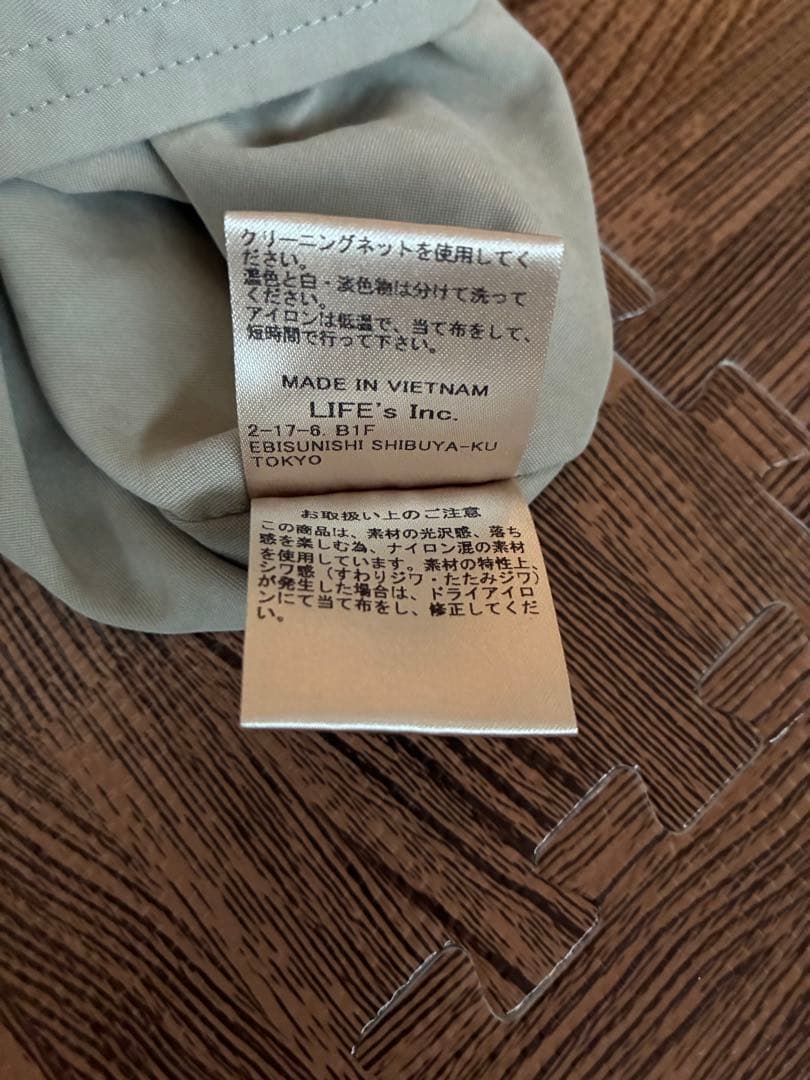 クリーニングネットを使用してく
ださい。
濃色と白・淡色物は分けて洗って
ください。
アイロンは低温で、当て布をして、
短時間で行って下さい。
MADE IN VIETNAM
LIFE's Inc.
2-17-6. B1F
EBISUNISHI SHIBUYA-KU
TOKYO
お取扱い上のご注意
この商品は、素材の光沢感、落ち
感を楽しむ為、ナイロン混の素材
を使用しています。素材の特性上、
シワ感（すわりジワ・たたみジワ）
が発生した場合は、ドライアイロ
ンにて当て布をし、修正してくだ
い。